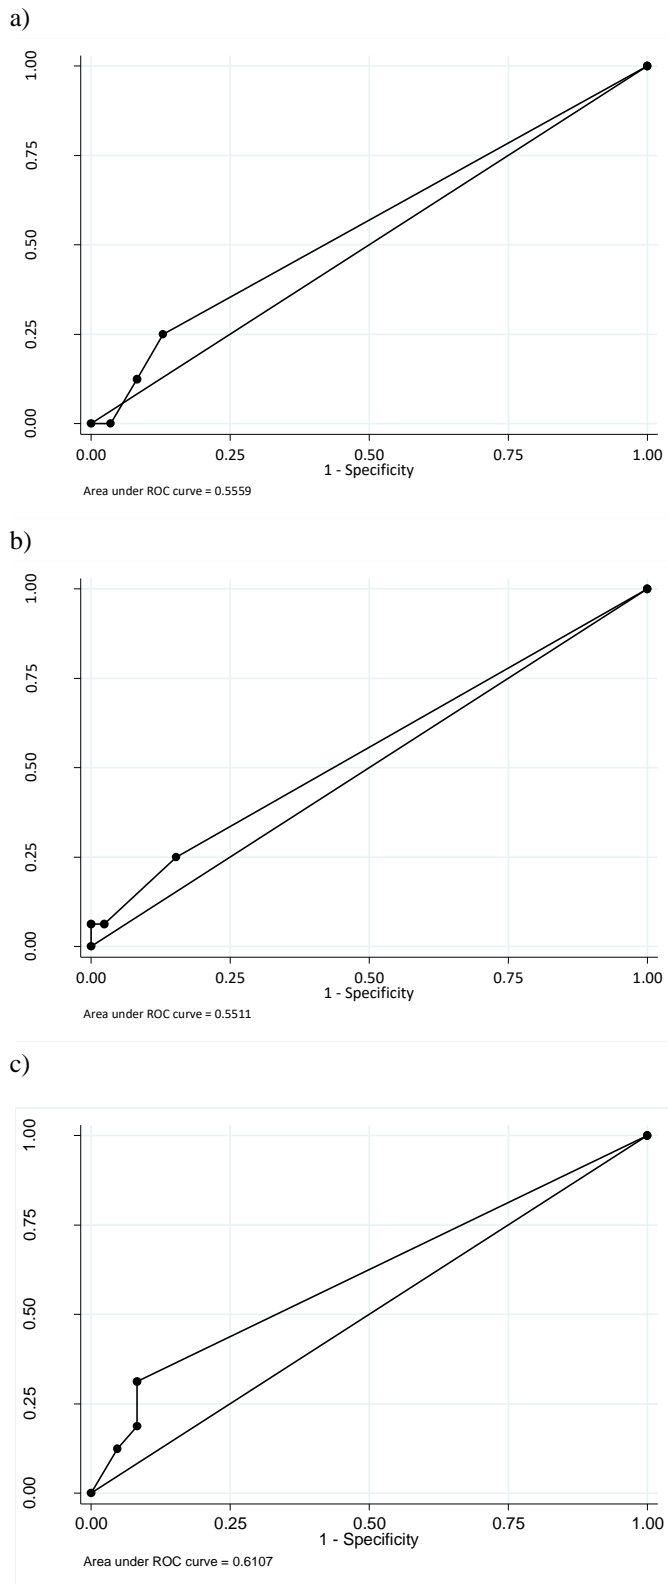 a)
1.00
0.75
0.50
0.25
0.00
0.00 0.25 0.50 0.75 1.00
1 - Specificity
Area under ROC curve = 0.5559
b)
1.00
0.75
0.50
0.25
0.00
0.00 0.25 0.50 0.75 1.00
1 - Specificity
Area under ROC curve = 0.5511
c)
1.00
0.75
0.50
0.25
0.00
0.00 0.25 0.50 0.75 1.00
1 - Specificity
Area under ROC curve = 0.6107